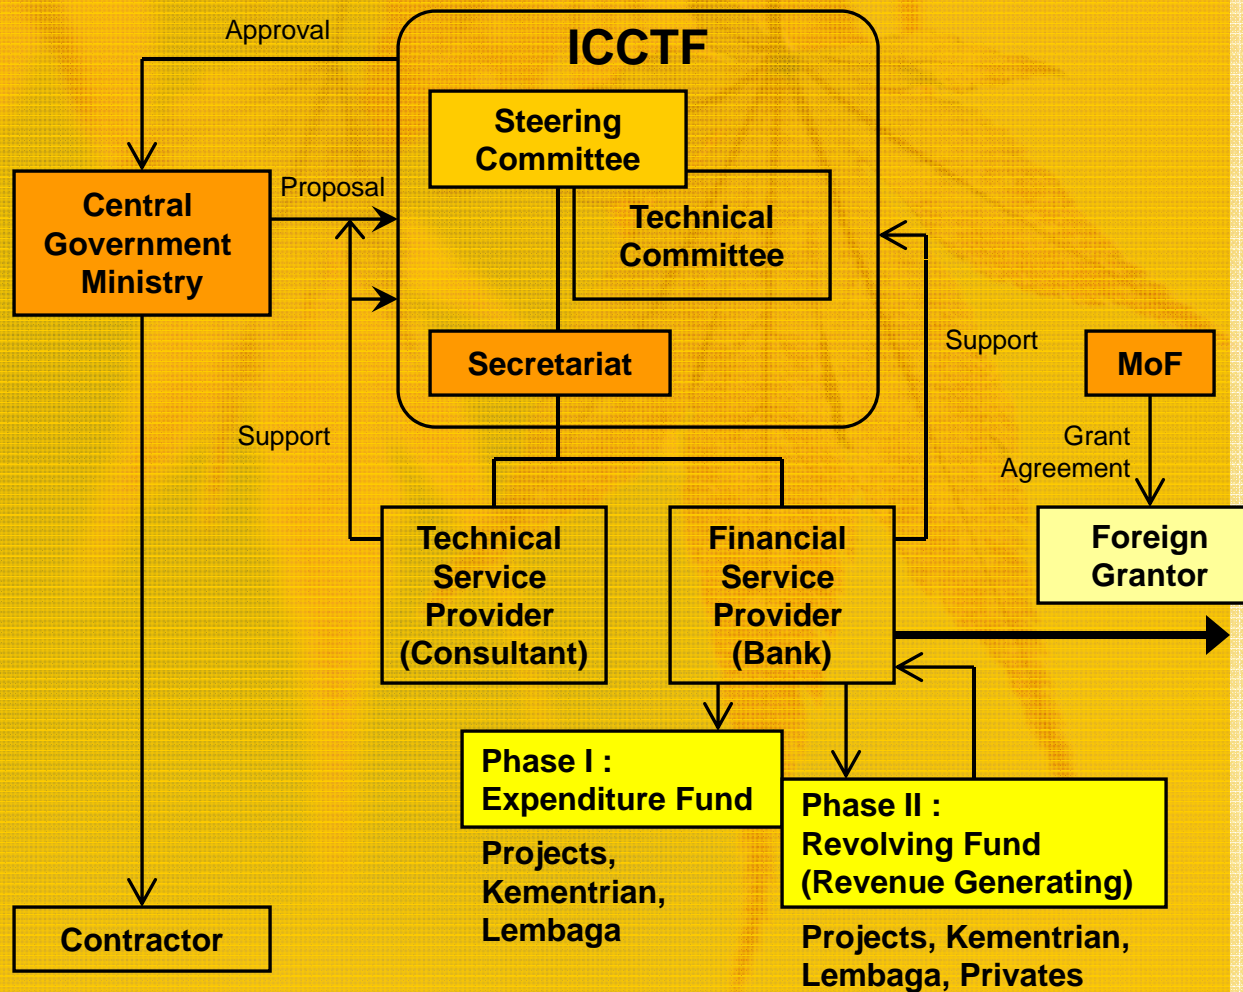 Approval
ICCTF
Steering
Committee
Central
Government
Ministry
Proposal
Technical
Committee
Secretariat
Support
MoF
Support
Grant
Agreement
Technical
Service
Provider
(Consultant)
Financial
Service
Provider
(Bank)
Foreign
Grantor
Phase I :
Expenditure Fund
Projects,
Kementrian,
Lembaga
Phase II :
Revolving Fund
(Revenue Generating)
Projects, Kementrian,
Lembaga, Privates
Contractor